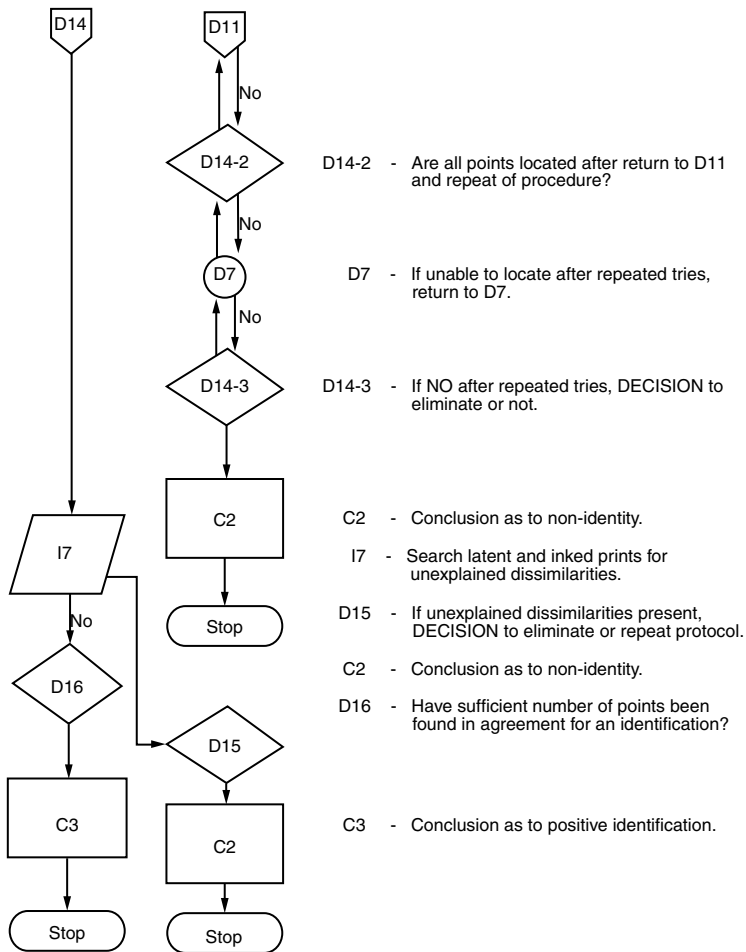 D14
D11
No
D14-2
D14-2 - Are all points located after return to D11
and repeat of procedure?
No
D7
D7 - If unable to locate after repeated tries,
return to D7.
No
D14-3
D14-3 - If NO after repeated tries, DECISION to
eliminate or not.
C2
C2 - Conclusion as to non-identity.
I7
I7 - Search latent and inked prints for
unexplained dissimilarities.
Stop
No
D15 - If unexplained dissimilarities present,
DECISION to eliminate or repeat protocol.
C2 - Conclusion as to non-identity.
D16
D16 - Have sufficient number of points been
found in agreement for an identification?
D15
C3
C2
C3 - Conclusion as to positive identification.
Stop
Stop